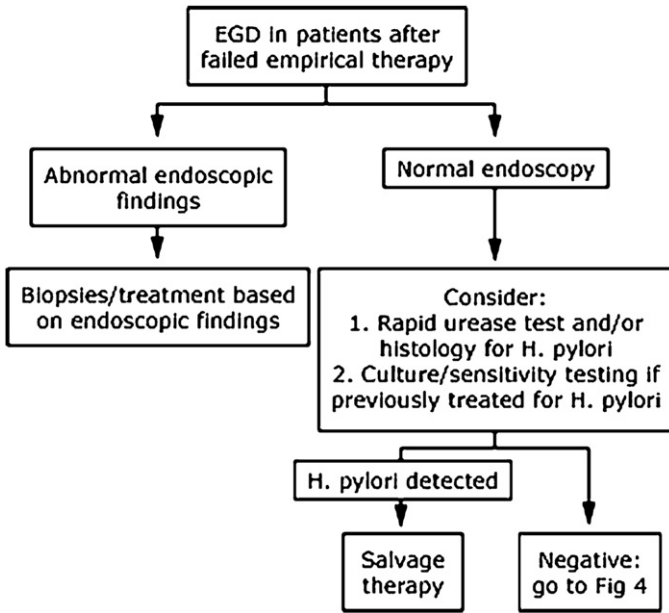 EGD in patients after
failed empirical therapy
Abnormal endoscopic
findings
Normal endoscopy
Biopsies/treatment based
on endoscopic findings
Consider:
1. Rapid urease test and/or
histology for H. pylori
2. Culture/sensitivity testing if
previously treated for H. pylori
H. pylori detected
Salvage
therapy
Negative:
go to Fig 4